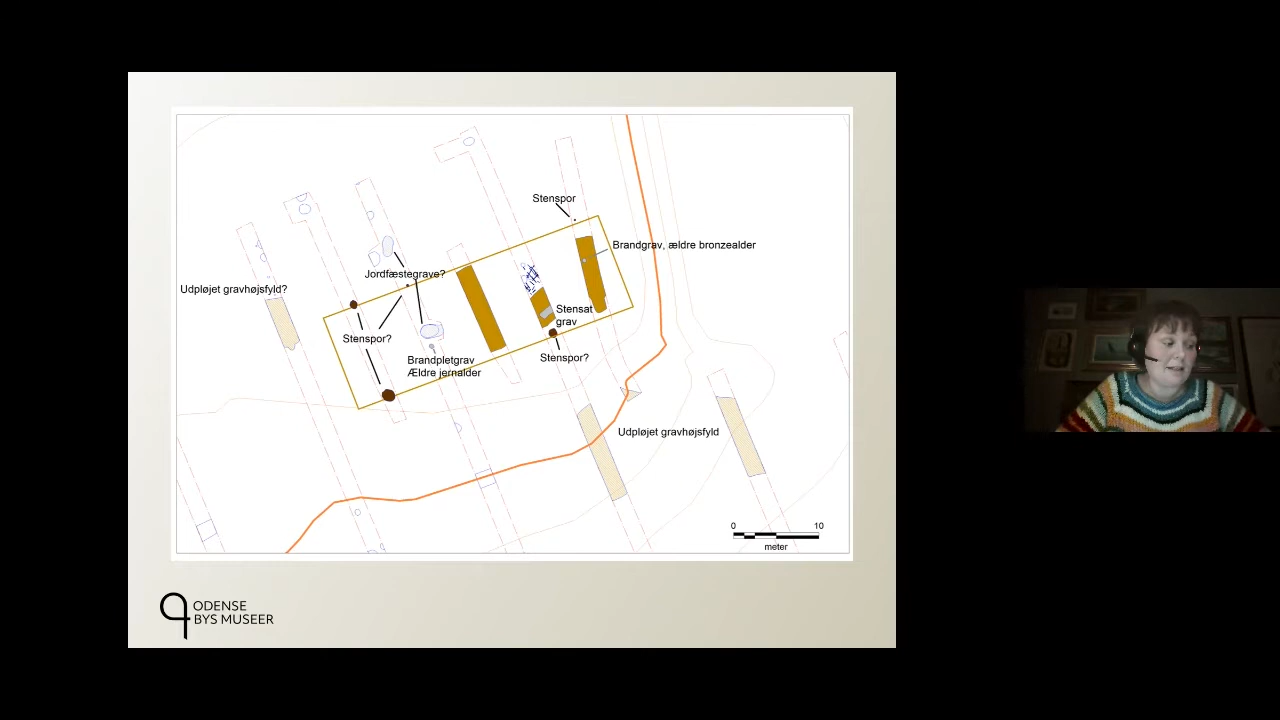 Stenspor
Brandgrav, ældre bronzealder
Jordfæstegrave?
Udpløjet gravhøjsfyld?
Stensat
grav
Stenspor?
Stenspor?
Brandpletgrav
Ældre jernalder
Udpløjet gravhøjsfyld
0 10
meter
ODENSE
BYS MUSEER